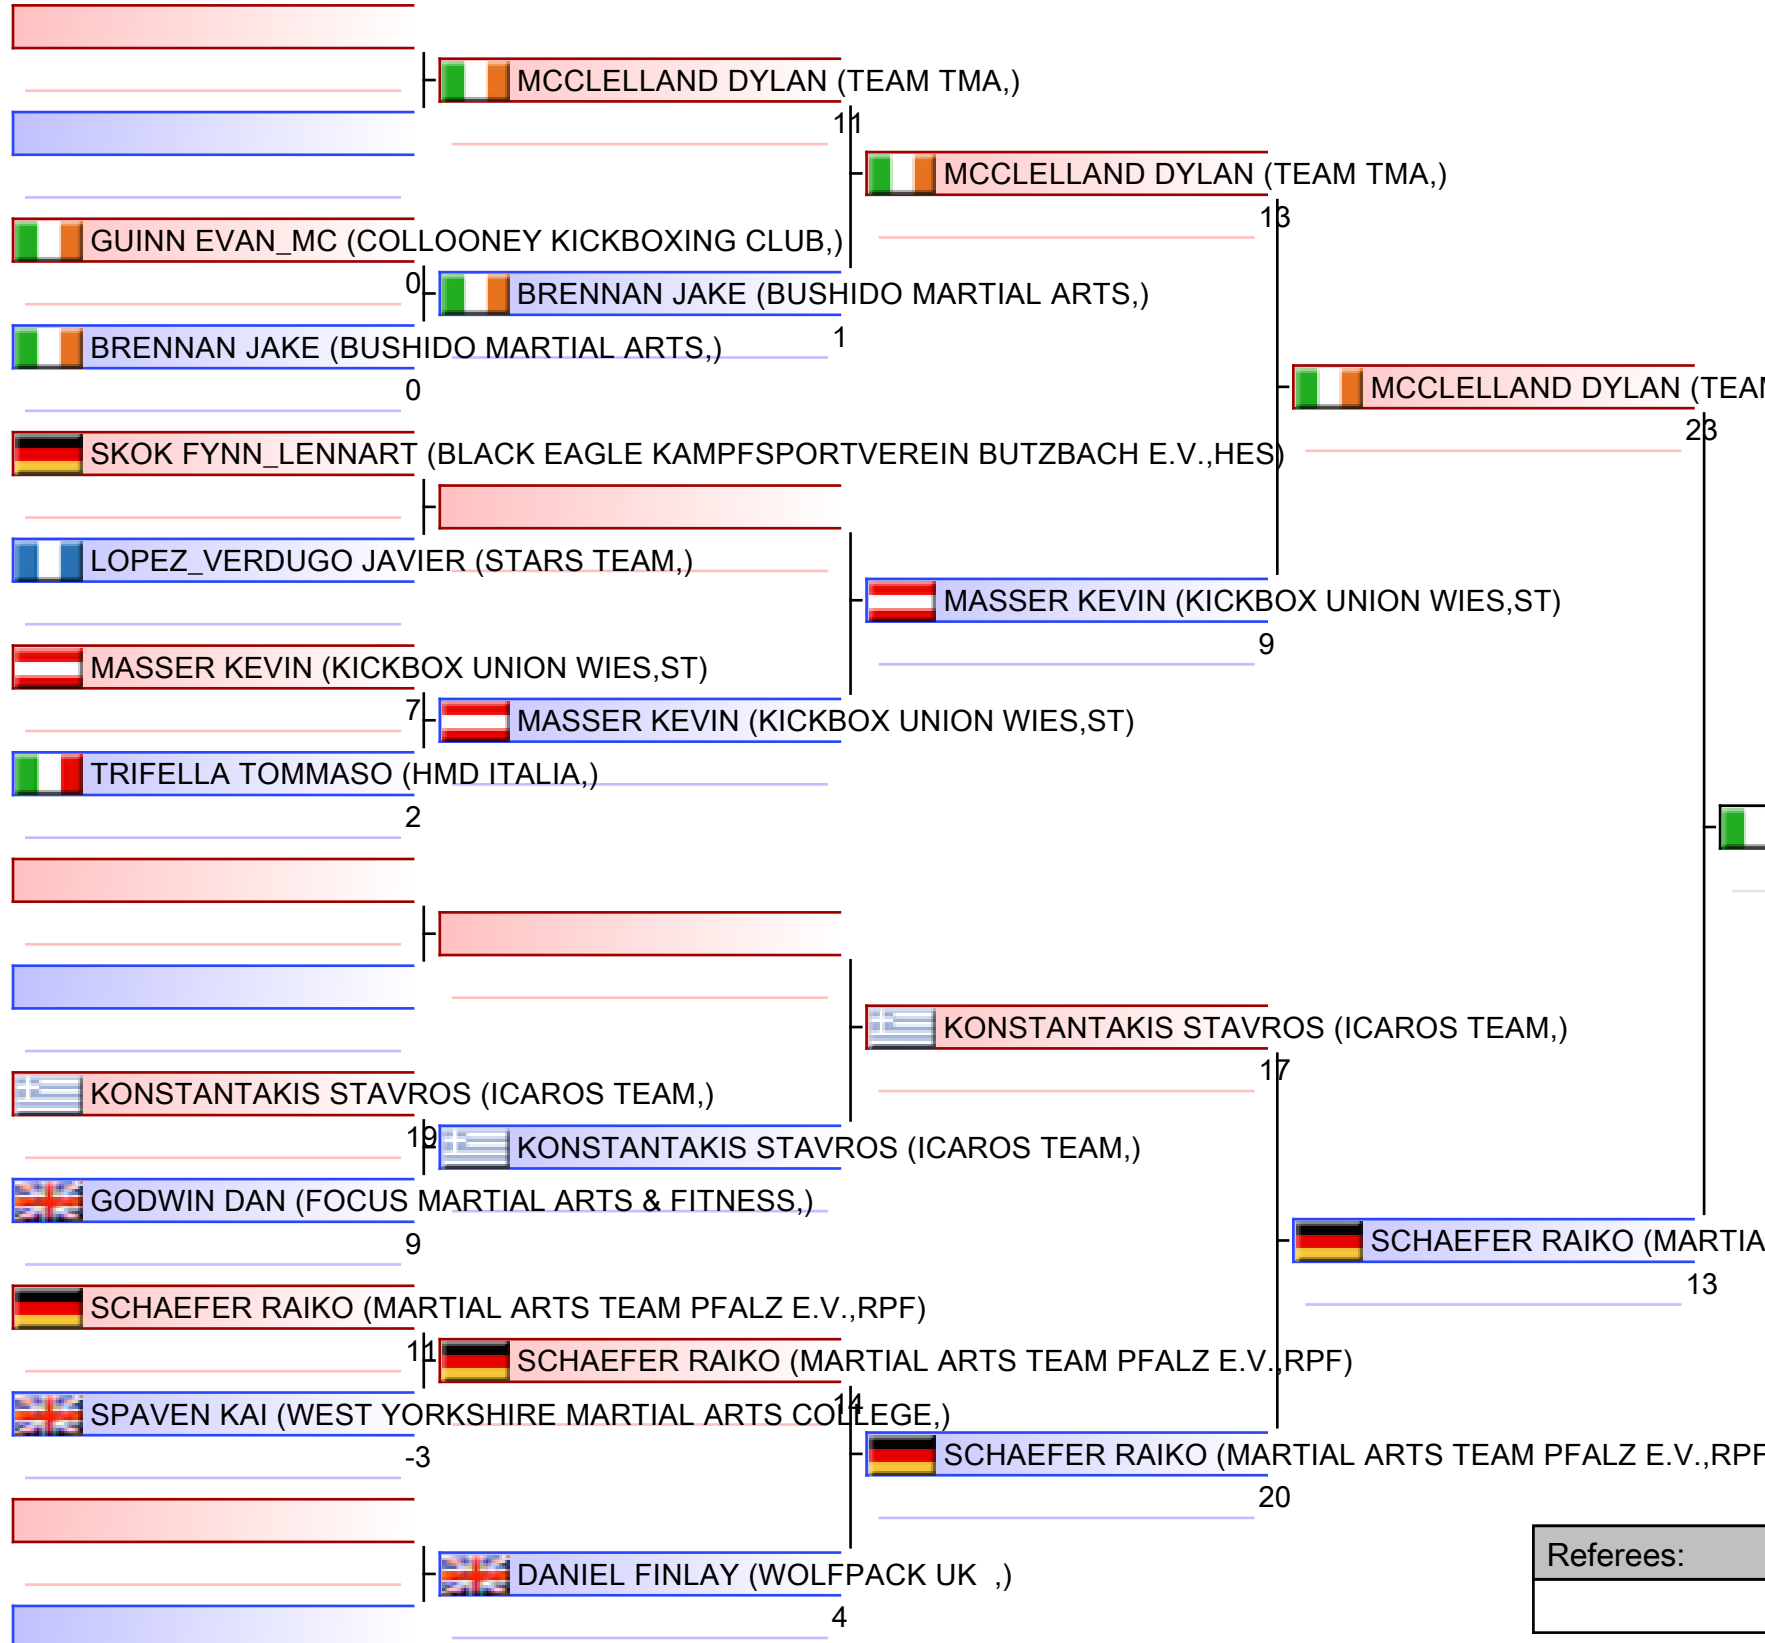 MCCLELLAND DYLAN (TEAM TMA,)
11
MCCLELLAND DYLAN (TEAM TMA,)
13
GUINN EVAN_MC (COLLOONEY KICKBOXING CLUB,)
0
BRENNAN JAKE (BUSHIDO MARTIAL ARTS,)
1
BRENNAN JAKE (BUSHIDO MARTIAL ARTS,)
0
MCCLELLAND DYLAN (TEAM
23
SKOK FYNN_LENNART (BLACK EAGLE KAMPFSPORTVEREIN BUTZBACH E.V.,HES)
LOPEZ_VERDUGO JAVIER (STARS TEAM,)
MASSER KEVIN (KICKBOX UNION WIES,ST)
9
MASSER KEVIN (KICKBOX UNION WIES,ST)
7
MASSER KEVIN (KICKBOX UNION WIES,ST)
TRIFELLA TOMMASO (HMD ITALIA,)
2
KONSTANTAKIS STAVROS (ICAROS TEAM,)
17
KONSTANTAKIS STAVROS (ICAROS TEAM,)
19
KONSTANTAKIS STAVROS (ICAROS TEAM,)
GODWIN DAN (FOCUS MARTIAL ARTS & FITNESS,)
9
SCHAEFER RAIKO (MARTIA
13
SCHAEFER RAIKO (MARTIAL ARTS TEAM PFALZ E.V.,RPF)
11
SCHAEFER RAIKO (MARTIAL ARTS TEAM PFALZ E.V.,RPF)
14
SPAVEN KAI (WEST YORKSHIRE MARTIAL ARTS COLLEGE,)
-3
SCHAEFER RAIKO (MARTIAL ARTS TEAM PFALZ E.V.,RPF
20
DANIEL FINLAY (WOLFPACK UK ,)
4
Referees: